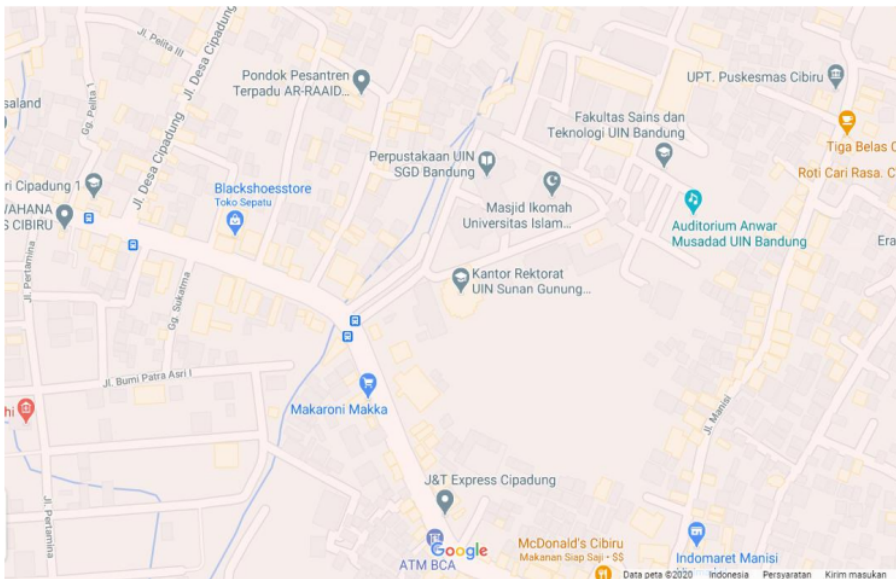 Jl. Pelita III
Jl. Desa Cipadung
Pondok Pesantren
Terpadu AR-RAAID...
UPT. Puskesmas Cibiru
saland
Gg. Pelita 1
Fakultas Sains dan
Teknologi UIN Bandung
Tiga Belas C
Jl. Desa Cipadung
Perpustakaan UIN
SGD Bandung
Roti Cari Rasa. C
ri Cipadung 1
Blackshoesstore
Toko Sepatu
Masjid Ikomah
Universitas Islam...
WAHANA
S CIBIRU
Auditorium Anwar
Musadad UIN Bandung
Era
Jl. Pertamina
Gg. Sukatma
Kantor Rektorat
UIN Sunan Gunung...
Jl. Bumi Patra Asri I
hi
Makaroni Makka
Jl. Manisi
J&T Express Cipadung
Jl. Pertamina
Google
ATM BCA
McDonald's Cibiru
Makanan Siap Saji • $$
Indomaret Manisi
Data peta ©2020 Indonesia Persyaratan Kirim masukan